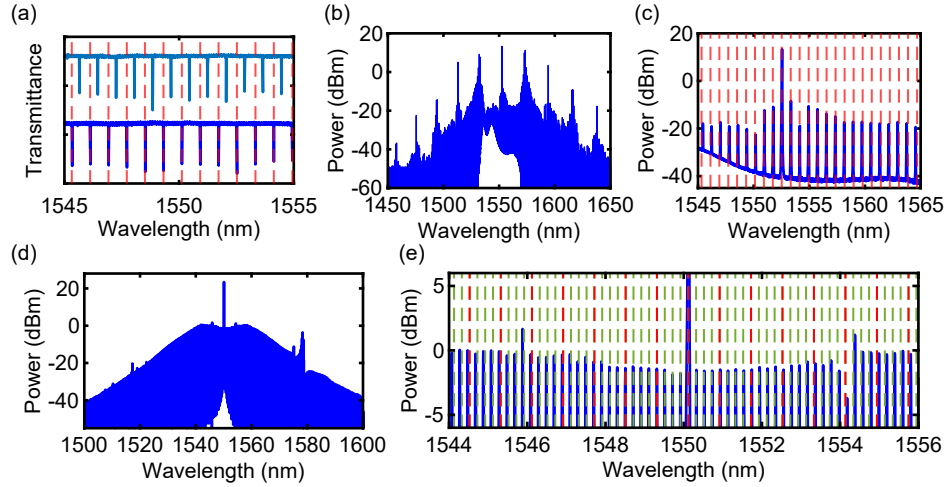 (a)
Transmittance
1545
1550
1555
Wavelength (nm)
(b)
Power (dBm)
20
0
-20
-40
-60
1450
1500
1550
1600
1650
Wavelength (nm)
(c)
Power (dBm)
20
0
-20
-40
1545
1550
1555
1560
1565
Wavelength (nm)
(d)
Power (dBm)
20
0
-20
-40
1500
1520
1540
1560
1580
1600
Wavelength (nm)
(e)
Power (dBm)
5
0
-5
1544
1546
1548
1550
1552
1554
1556
Wavelength (nm)